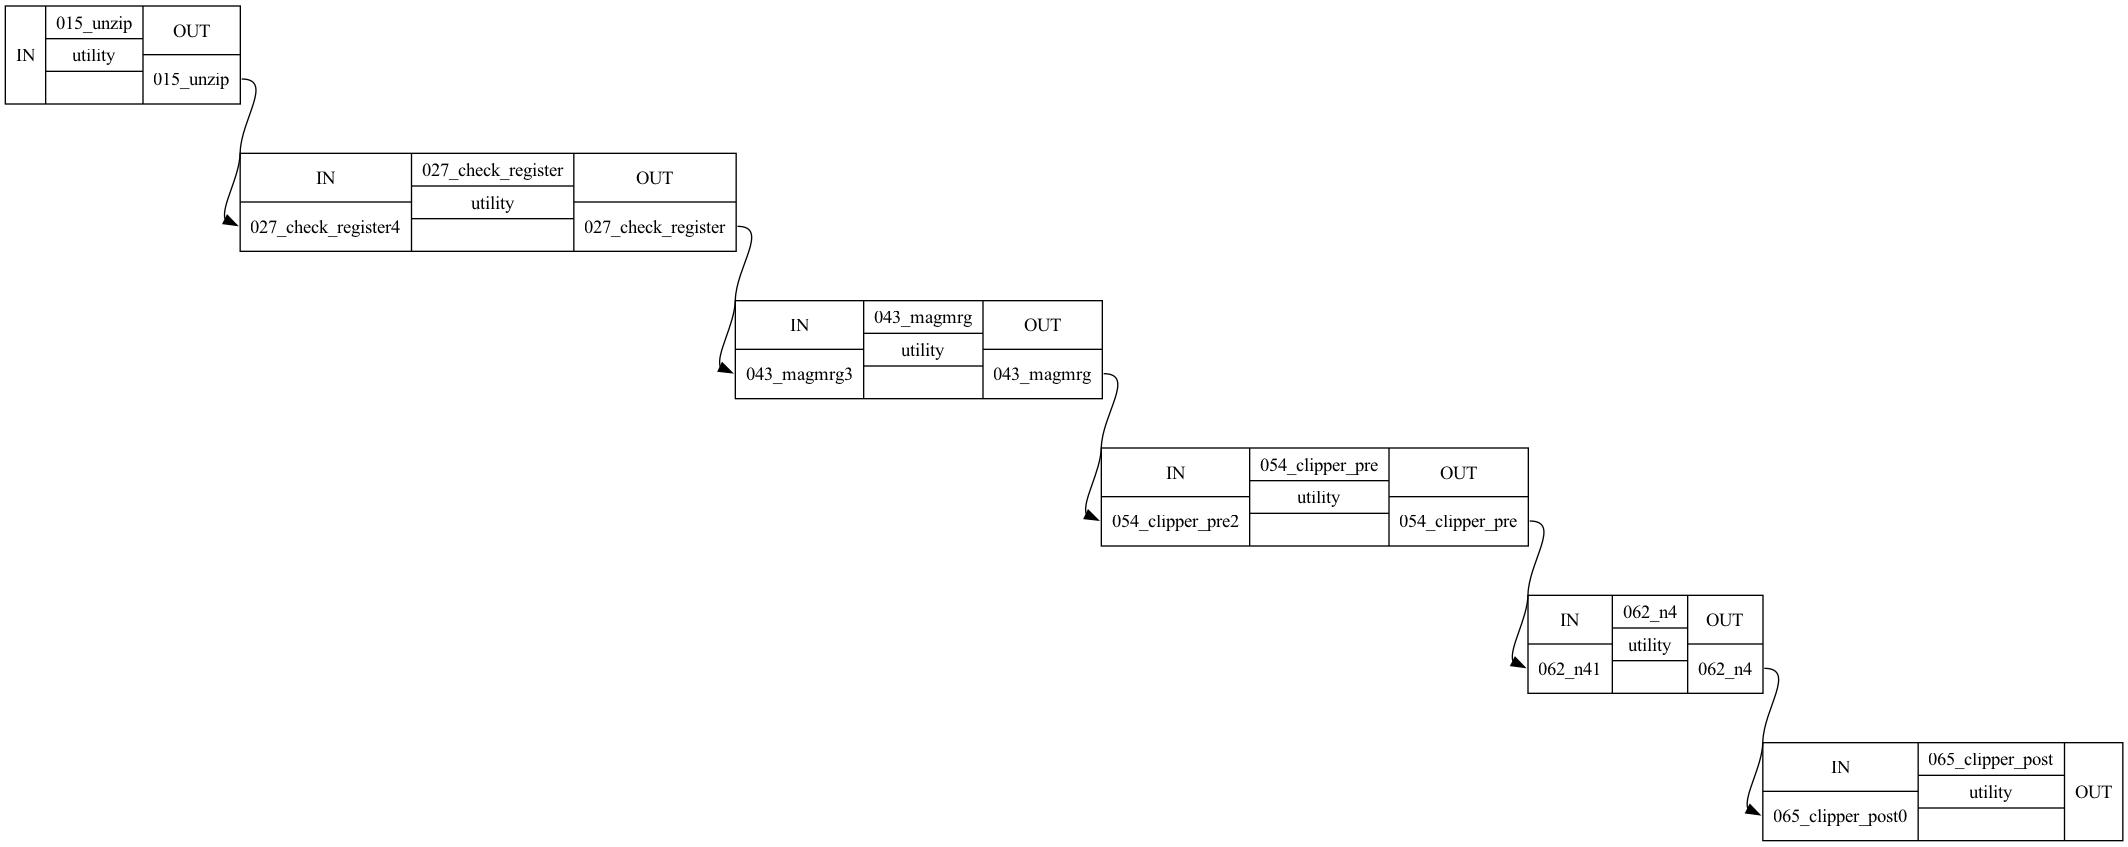 IN
015_unzip
utility
OUT
015_unzip
IN
027_check_register4
027_check_register
utility
OUT
027_check_register
IN
043_magmrg3
043_magmrg
utility
OUT
043_magmrg
IN
054_clipper_pre2
054_clipper_pre
utility
OUT
054_clipper_pre
IN
062_n41
062_n4
utility
OUT
062_n4
IN
065_clipper_post0
065_clipper_post
utility
OUT